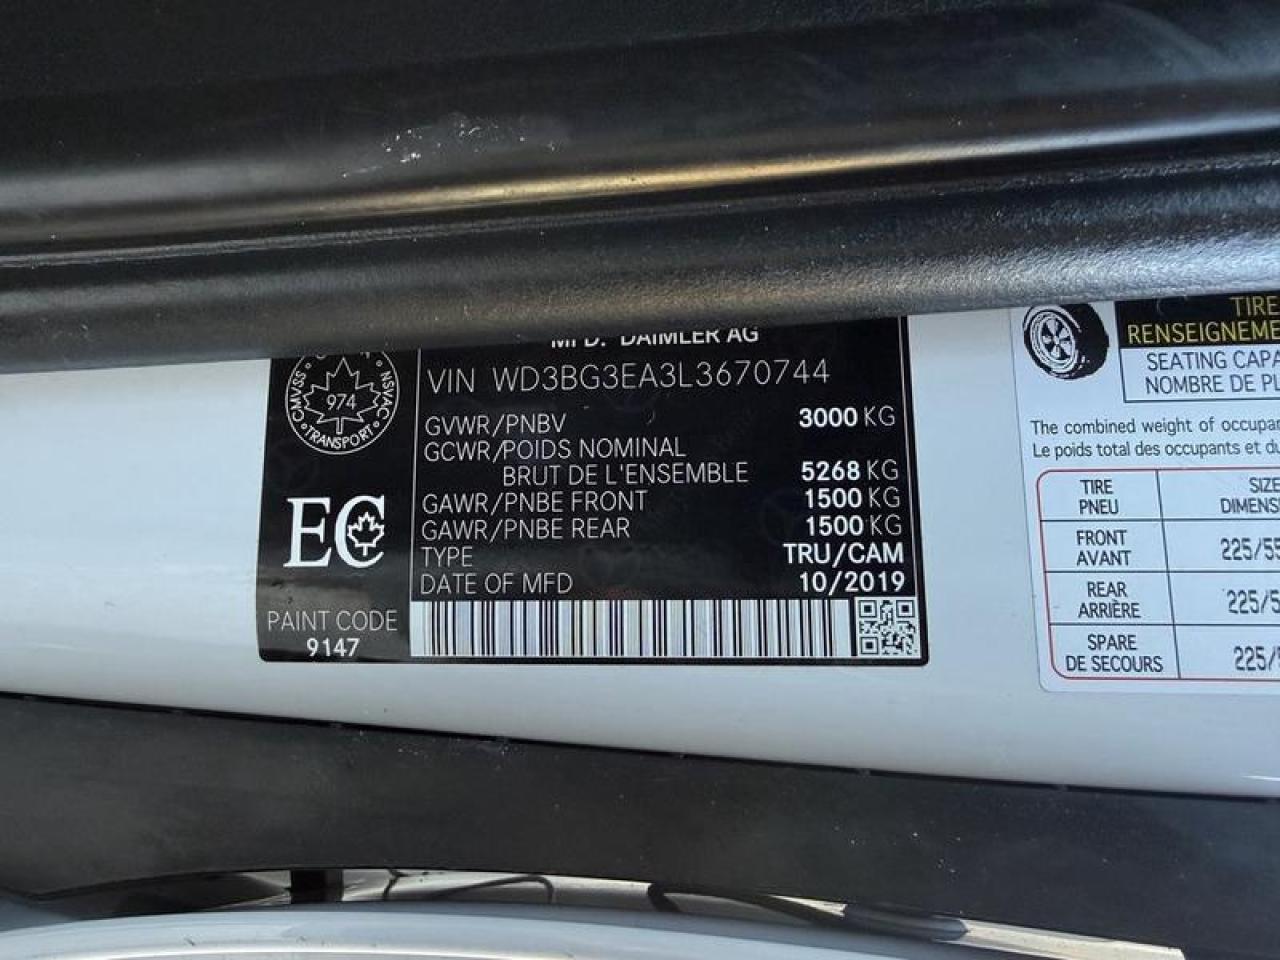 MFD. DAIMLER AG
VIN WD3BG3EA3L3670744
GVWR/PNBV 3000 KG
GCWR/POIDS NOMINAL
BRUT DE L'ENSEMBLE 5268 KG
GAWR/PNBE FRONT 1500 KG
GAWR/PNBE REAR 1500 KG
TYPE TRU/CAM
DATE OF MFD 10/2019
CMVSS
NSVAC
974
TRANSPORT
EC
PAINT CODE
9147
TIRE
RENSEIGNEME
SEATING CAPA
NOMBRE DE PL
The combined weight of occupan
Le poids total des occupants et du
TIRE SIZE
PNEU DIMENS
FRONT
AVANT 225/55
REAR
ARRIÈRE 225/5
SPARE
DE SECOURS 225/